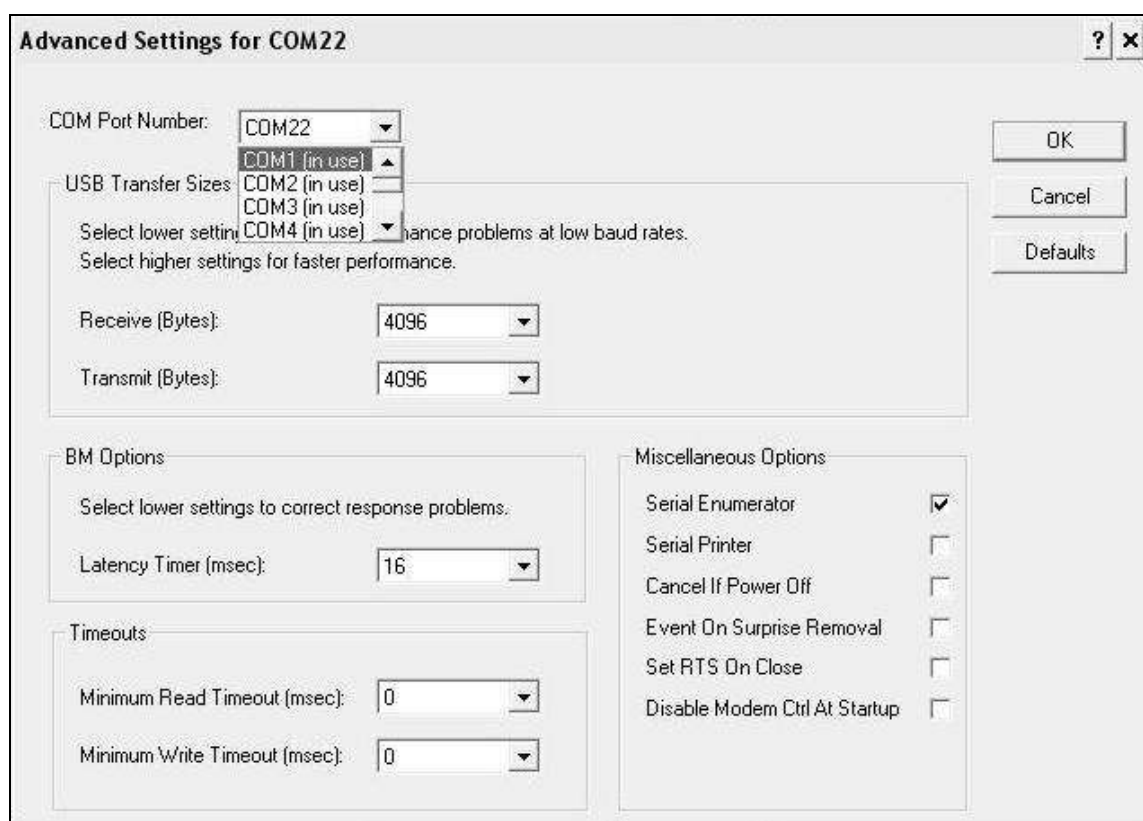 Advanced Settings for COM22
? x
COM Port Number: COM22
COM1 (in use)
COM2 (in use)
COM3 (in use)
COM4 (in use)
OK
Cancel
Defaults
USB Transfer Sizes
Select lower settin
ance problems at low baud rates.
Select higher settings for faster performance.
Receive (Bytes): 4096
Transmit (Bytes): 4096
BM Options
Select lower settings to correct response problems.
Latency Timer (msec): 16
Timeouts
Minimum Read Timeout (msec): 0
Minimum Write Timeout (msec): 0
Miscellaneous Options
Serial Enumerator
Serial Printer
Cancel If Power Off
Event On Surprise Removal
Set RTS On Close
Disable Modem Ctrl At Startup